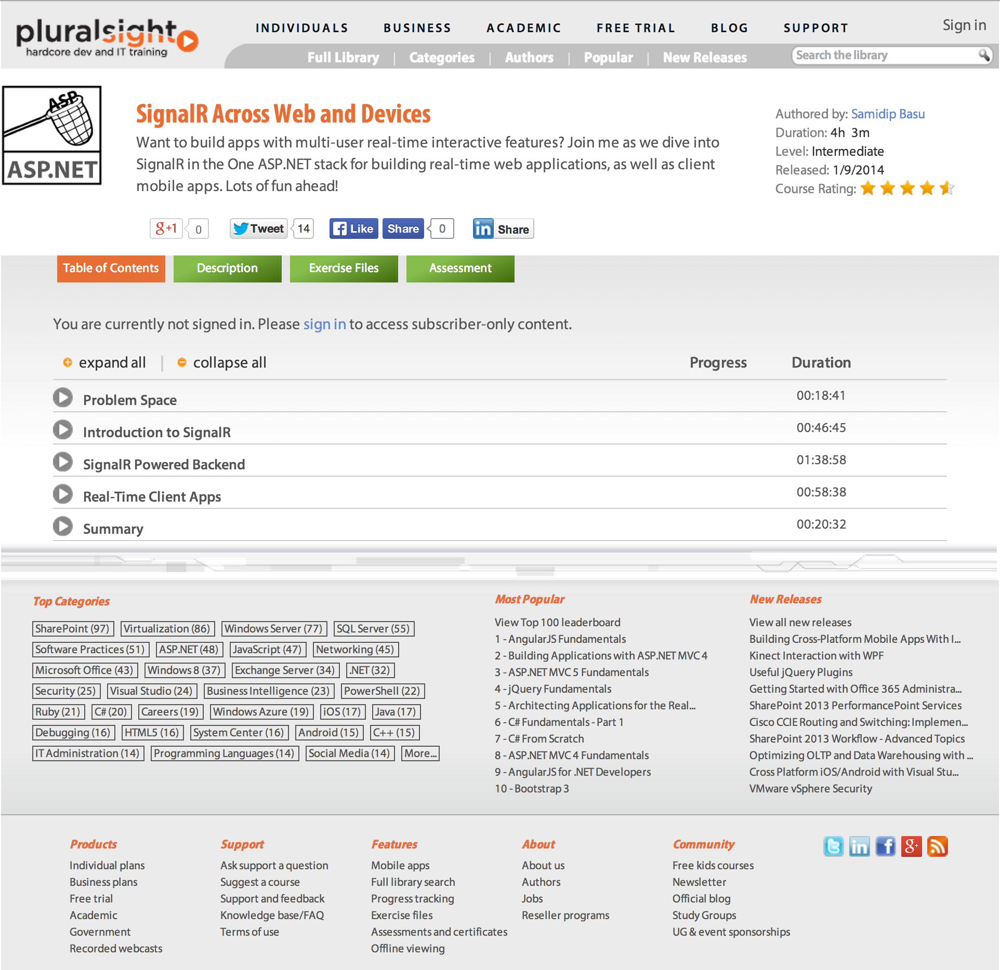 pluralsight
hardcore dev and IT training
INDIVIDUALS BUSINESS ACADEMIC FREE TRIAL BLOG SUPPORT Sign in
Full Library | Categories | Authors | Popular | New Releases
Search the library
ASP
ASP.NET
SignalR Across Web and Devices
Want to build apps with multi-user real-time interactive features? Join me as we dive into
SignalR in the One ASP.NET stack for building real-time web applications, as well as client
mobile apps. Lots of fun ahead!
Authored by: Samidip Basu
Duration: 4h 3m
Level: Intermediate
Released: 1/9/2014
Course Rating:
g+1 0 Tweet 14 f Like Share 0 in Share
Table of Contents Description Exercise Files Assessment
You are currently not signed in. Please sign in to access subscriber-only content.
expand all | collapse all Progress Duration
Problem Space 00:18:41
Introduction to SignalR 00:46:45
SignalR Powered Backend 01:38:58
Real-Time Client Apps 00:58:38
Summary 00:20:32
Top Categories
SharePoint (97) Virtualization (86) Windows Server (77) SQL Server (55)
Software Practices (51) ASP.NET (48) JavaScript (47) Networking (45)
Microsoft Office (43) Windows 8 (37) Exchange Server (34) .NET (32)
Security (25) Visual Studio (24) Business Intelligence (23) PowerShell (22)
Ruby (21) C# (20) Careers (19) Windows Azure (19) iOS (17) Java (17)
Debugging (16) HTML5 (16) System Center (16) Android (15) C++ (15)
IT Administration (14) Programming Languages (14) Social Media (14) More...
Most Popular
View Top 100 leaderboard
1 - AngularJS Fundamentals
2 - Building Applications with ASP.NET MVC 4
3 - ASP.NET MVC 5 Fundamentals
4 - jQuery Fundamentals
5 - Architecting Applications for the Real...
6 - C# Fundamentals - Part 1
7 - C# From Scratch
8 - ASP.NET MVC 4 Fundamentals
9 - AngularJS for .NET Developers
10 - Bootstrap 3
New Releases
View all new releases
Building Cross-Platform Mobile Apps With I...
Kinect Interaction with WPF
Useful jQuery Plugins
Getting Started with Office 365 Administra...
SharePoint 2013 PerformancePoint Services
Cisco CCIE Routing and Switching: Implemen...
SharePoint 2013 Workflow - Advanced Topics
Optimizing OLTP and Data Warehousing with ...
Cross Platform iOS/Android with Visual Stu...
VMware vSphere Security
Products
Individual plans
Business plans
Free trial
Academic
Government
Recorded webcasts
Support
Ask support a question
Suggest a course
Support and feedback
Knowledge base/FAQ
Terms of use
Features
Mobile apps
Full library search
Progress tracking
Exercise files
Assessments and certificates
Offline viewing
About
About us
Authors
Jobs
Reseller programs
Community
Free kids courses
Newsletter
Official blog
Study Groups
UG & event sponsorships
t in f g+